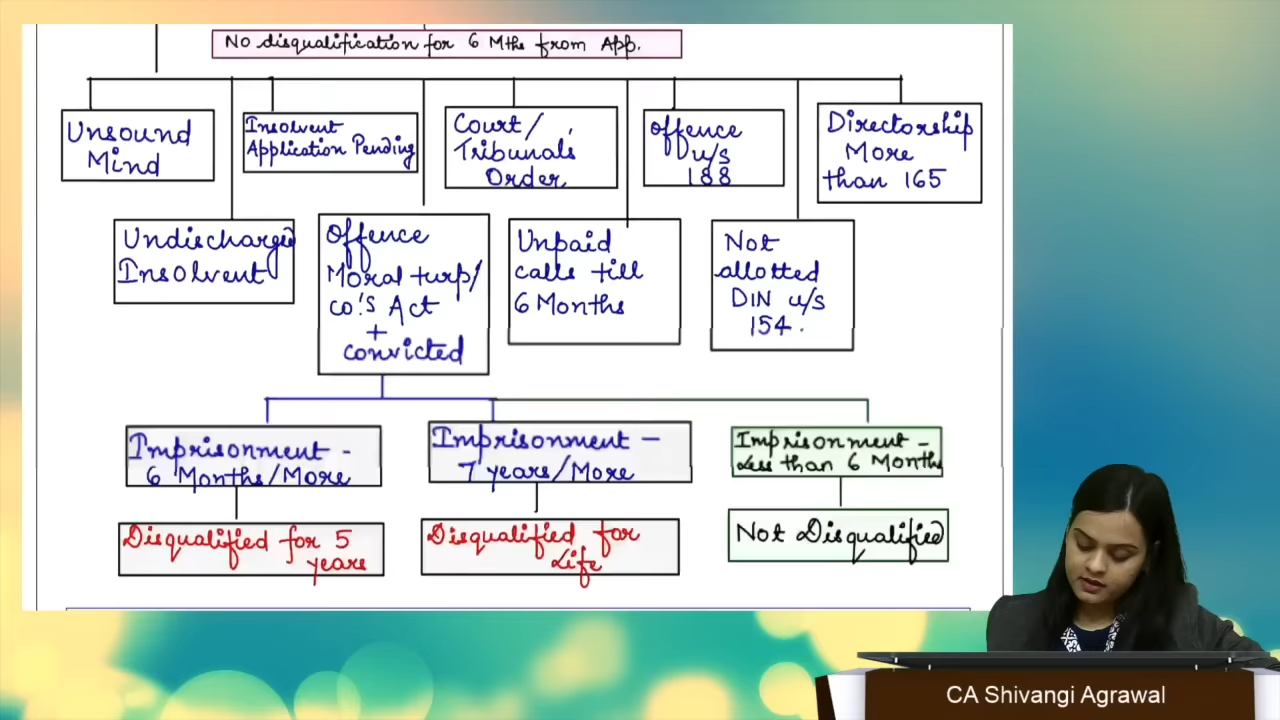 No disqualification for 6 Mths from App.
Unsound
Mind
Insolvent
Application Pending
Court/
Tribunal's
Order
offence
u/s
188
Directorship
More
than 165
Undischarged
Insolvent
offence
Moral turp/
co.'s Act
+
convicted
Unpaid
calls till
6 Months
Not
allotted
DIN u/s
154.
Imprisonment -
6 Months/More
Imprisonment -
7 years/More
Imprisonment -
Less than 6 Months
Disqualified for 5
years
Disqualified for
Life
Not Disqualified
CA Shivangi Agrawal